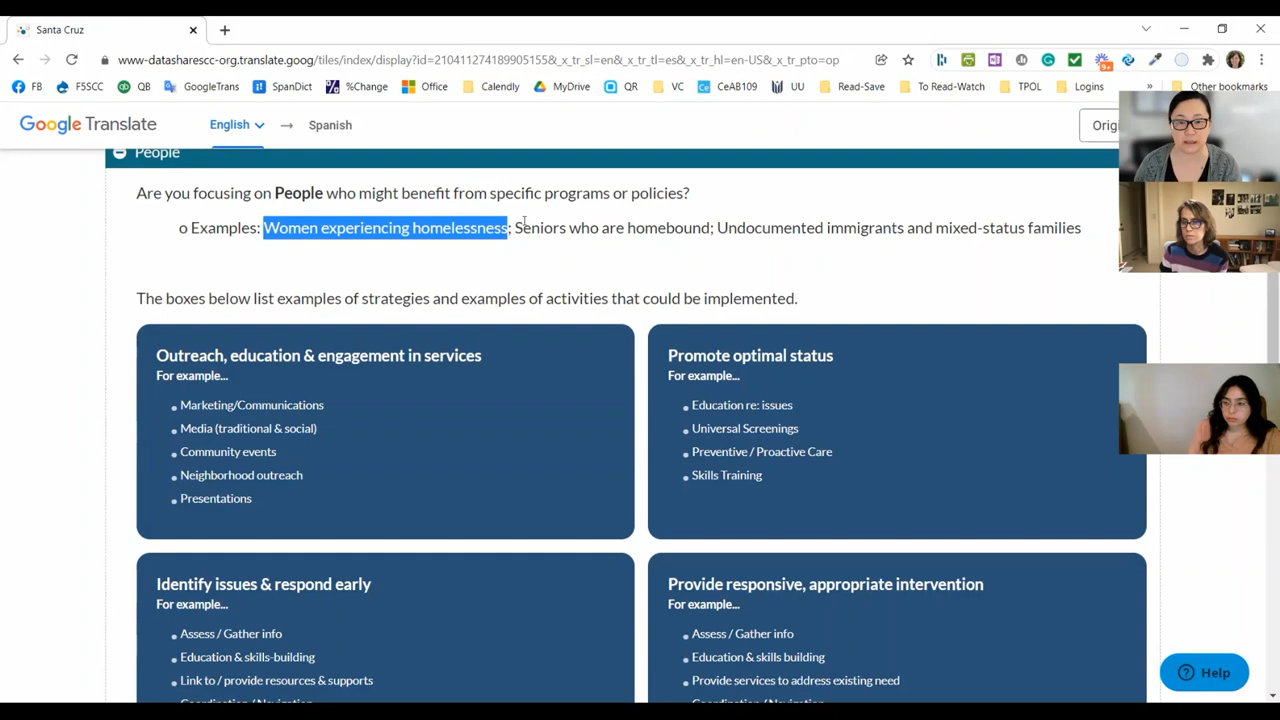 Santa Cruz
www-datasharescc-org.translate.goog/tiles/index/display?id=210411274189905155&_x_tr_sl=en&_x_tr_tl=es&_x_tr_hl=en-US&_x_tr_pto=op
FB F5SCC QB GoogleTrans SpanDict %Change Office Calendly MyDrive QR VC CeAB109 UU Read-Save To Read-Watch TPOL Logins » Other bookmarks
Google Translate English → Spanish Origi
People
Are you focusing on People who might benefit from specific programs or policies?
o Examples: Women experiencing homelessness; Seniors who are homebound; Undocumented immigrants and mixed-status families
The boxes below list examples of strategies and examples of activities that could be implemented.
Outreach, education & engagement in services
For example...
Marketing/Communications
Media (traditional & social)
Community events
Neighborhood outreach
Presentations
Promote optimal status
For example...
Education re: issues
Universal Screenings
Preventive / Proactive Care
Skills Training
Identify issues & respond early
For example...
Assess / Gather info
Education & skills-building
Link to / provide resources & supports
Coordination / Navigation
Provide responsive, appropriate intervention
For example...
Assess / Gather info
Education & skills building
Provide services to address existing need
Coordination / Navigation
Help